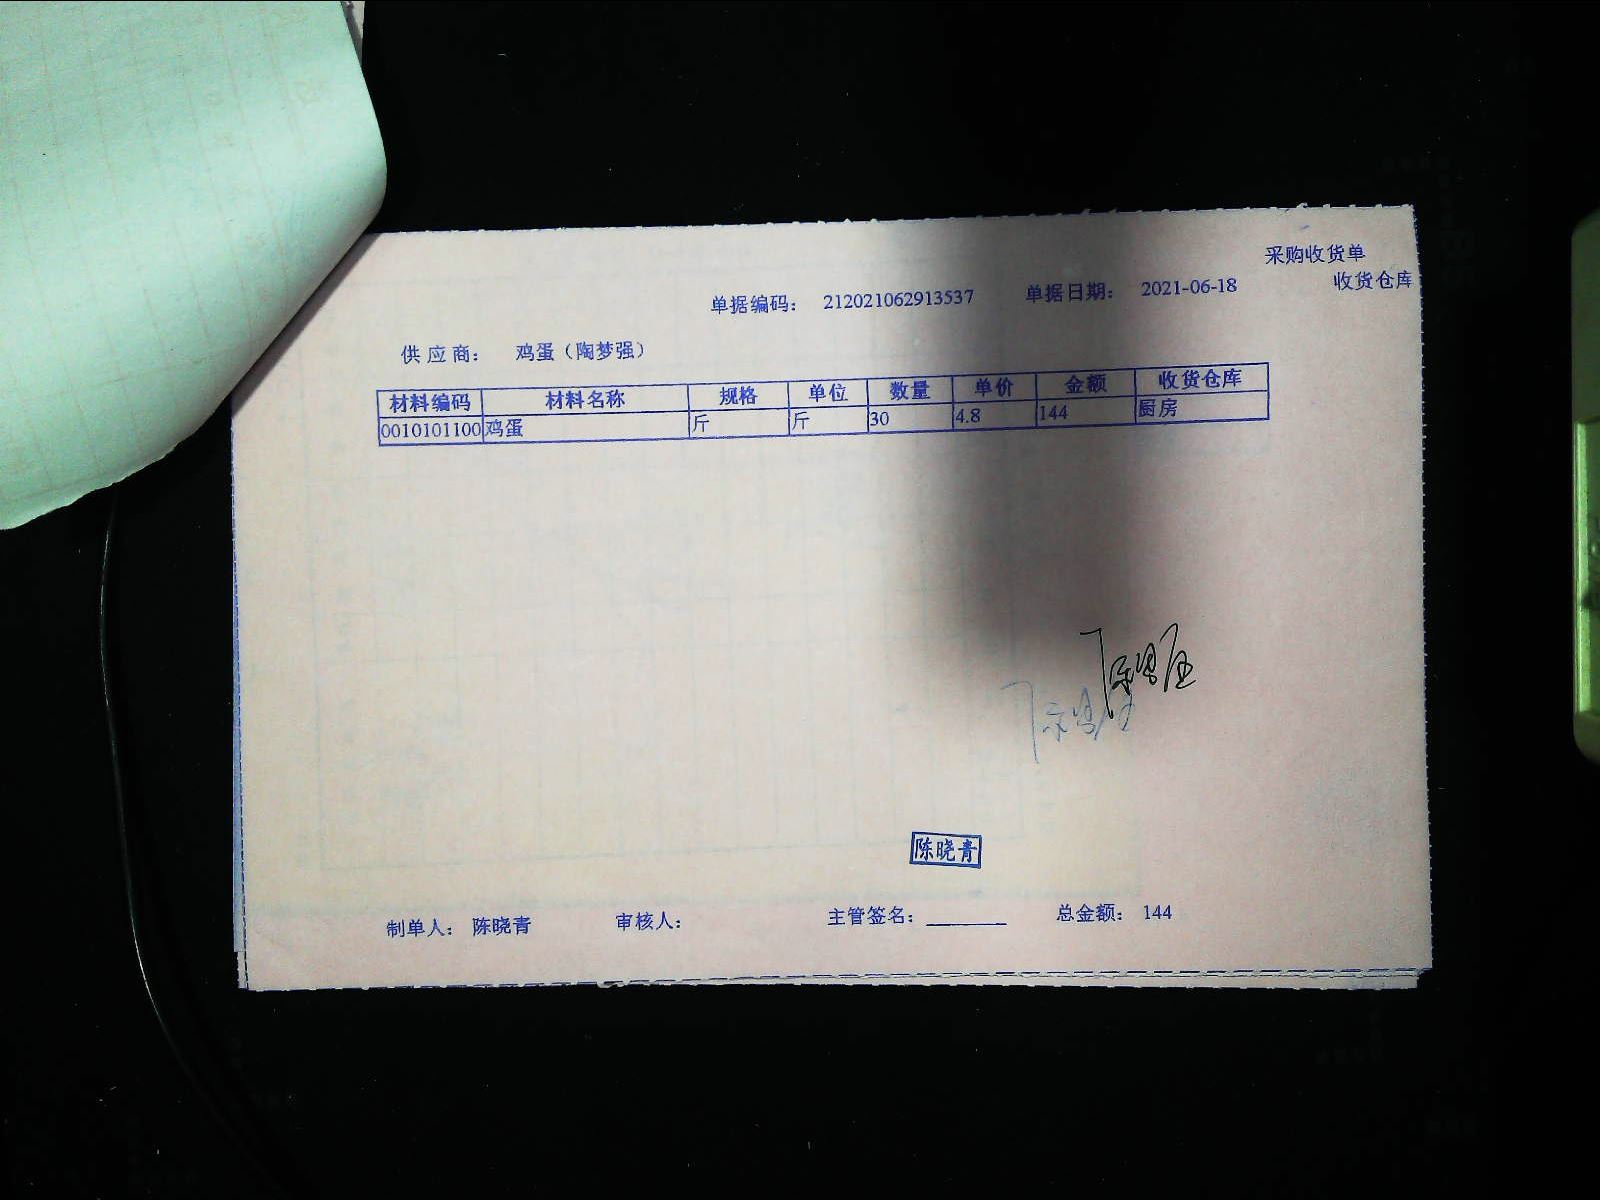 采购收货单
单据编码： 212021062913537 单据日期： 2021-06-18 收货仓库
供应商： 鸡蛋（陶梦强）
材料编码 材料名称 规格 单位 数量 单价 金额 收货仓库
0010101100 鸡蛋 斤 斤 30 4.8 144 厨房
陈晓青
制单人： 陈晓青 审核人： 主管签名： 总金额： 144